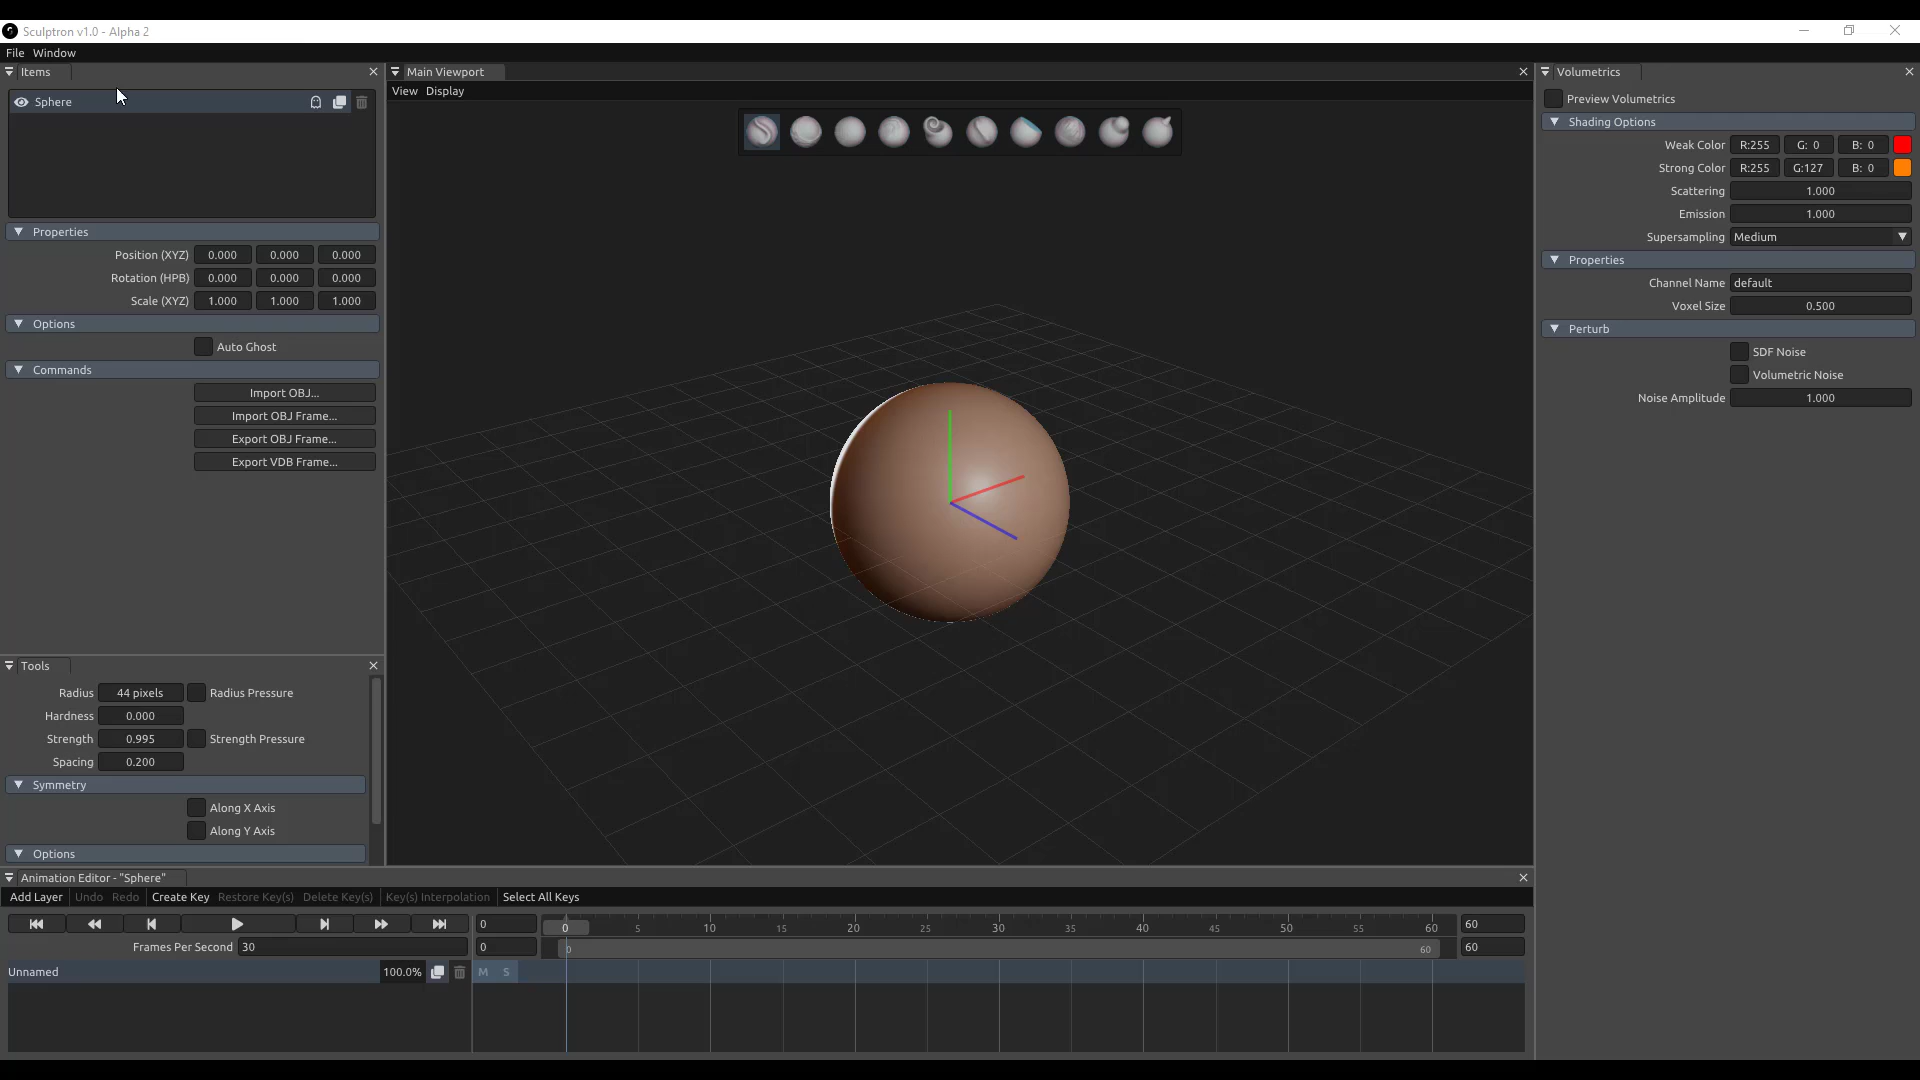 Sculptron v1.0 - Alpha 2
File Window
Items
Sphere
Properties
Position (XYZ) 0.000 0.000 0.000
Rotation (HPB) 0.000 0.000 0.000
Scale (XYZ) 1.000 1.000 1.000
Options
Auto Ghost
Commands
Import OBJ...
Import OBJ Frame...
Export OBJ Frame...
Export VDB Frame...
Tools
Radius 44 pixels Radius Pressure
Hardness 0.000
Strength 0.995 Strength Pressure
Spacing 0.200
Symmetry
Along X Axis
Along Y Axis
Options
Main Viewport
View Display
Volumetrics
Preview Volumetrics
Shading Options
Weak Color R:255 G: 0 B: 0
Strong Color R:255 G:127 B: 0
Scattering 1.000
Emission 1.000
Supersampling Medium
Properties
Channel Name default
Voxel Size 0.500
Perturb
SDF Noise
Volumetric Noise
Noise Amplitude 1.000
Animation Editor - "Sphere"
Add Layer Undo Redo Create Key Restore Key(s) Delete Key(s) Key(s) Interpolation Select All Keys
0 0 5 10 15 20 25 30 35 40 45 50 55 60 60
Frames Per Second 30 0 0 60 60
Unnamed 100.0% M S